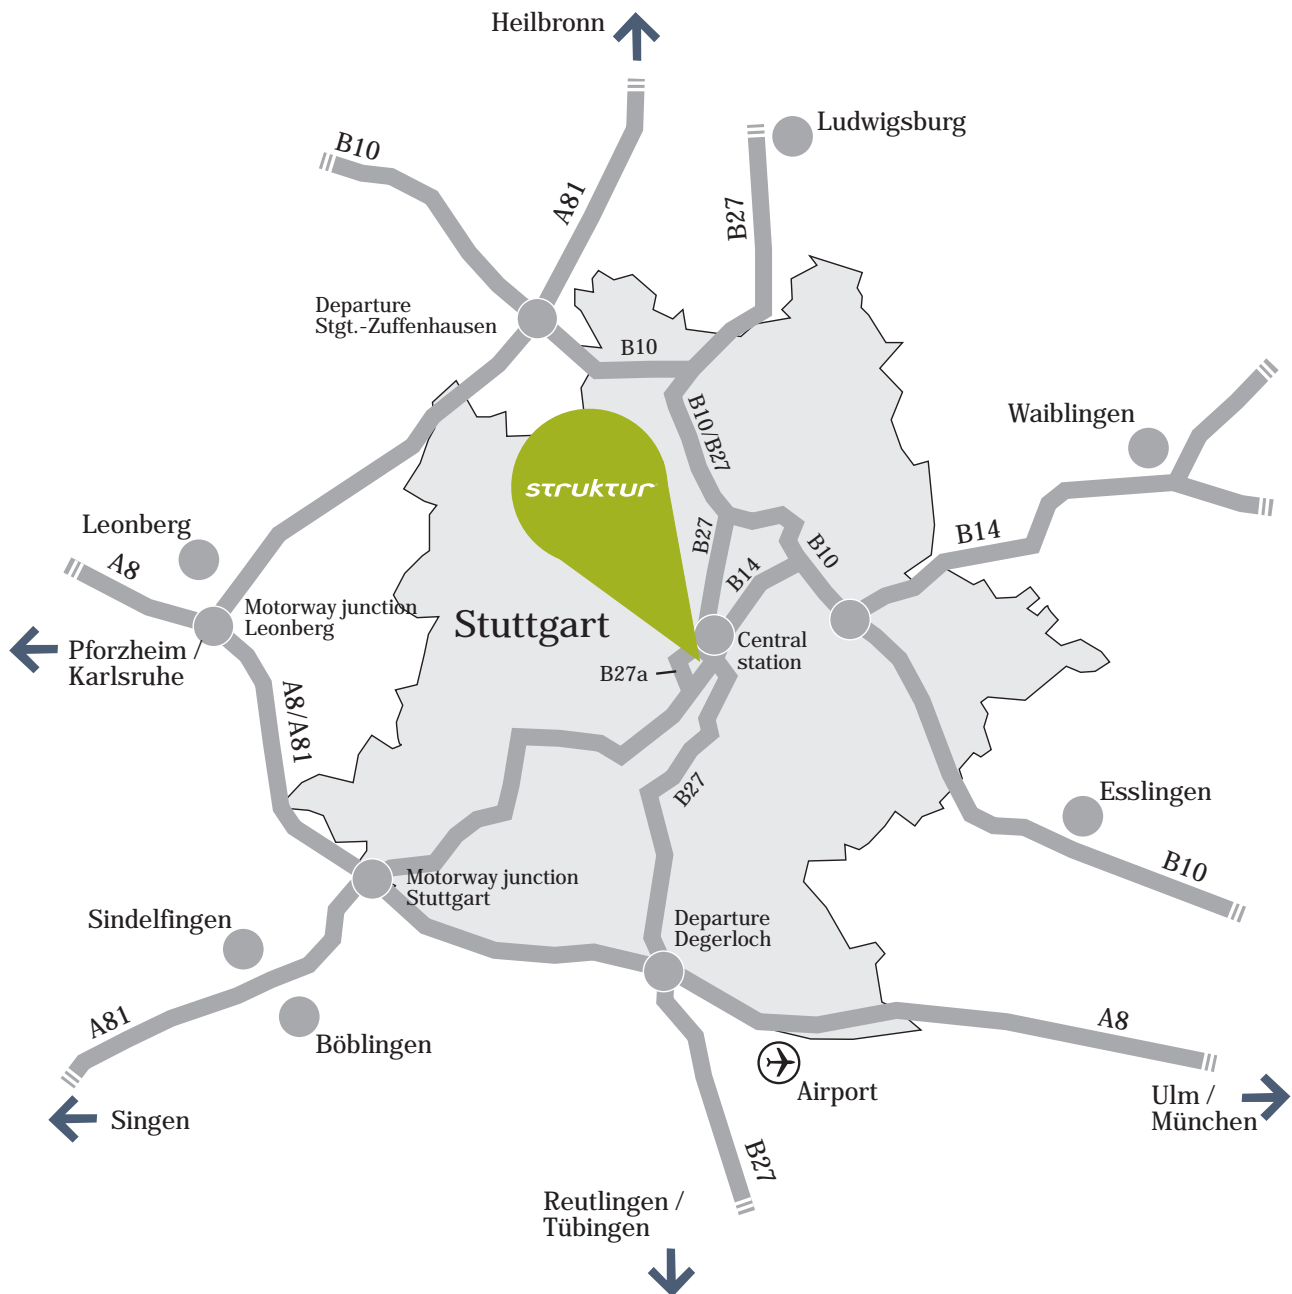 Heilbronn
Ludwigsburg
B10
A81
B27
Departure
Stgt.-Zuffenhausen
B10
B10/B27
Waiblingen
struktur
Leonberg
A8
B27
B14
B10
B14
Motorway junction
Leonberg
Stuttgart
Central
station
Pforzheim /
Karlsruhe
B27a
A8/A81
B27
Esslingen
B10
Motorway junction
Stuttgart
Sindelfingen
Departure
Degerloch
A81
Böblingen
A8
Airport
Singen
Ulm /
München
B27
Reutlingen /
Tübingen